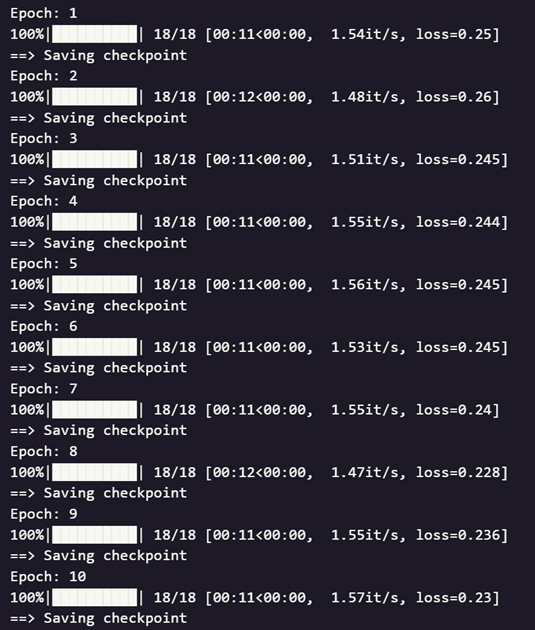 Epoch: 1
100%|██████████| 18/18 [00:11<00:00,  1.54it/s, loss=0.25]
==> Saving checkpoint
Epoch: 2
100%|██████████| 18/18 [00:12<00:00,  1.48it/s, loss=0.26]
==> Saving checkpoint
Epoch: 3
100%|██████████| 18/18 [00:11<00:00,  1.51it/s, loss=0.245]
==> Saving checkpoint
Epoch: 4
100%|██████████| 18/18 [00:11<00:00,  1.55it/s, loss=0.244]
==> Saving checkpoint
Epoch: 5
100%|██████████| 18/18 [00:11<00:00,  1.56it/s, loss=0.245]
==> Saving checkpoint
Epoch: 6
100%|██████████| 18/18 [00:11<00:00,  1.53it/s, loss=0.245]
==> Saving checkpoint
Epoch: 7
100%|██████████| 18/18 [00:11<00:00,  1.55it/s, loss=0.24]
==> Saving checkpoint
Epoch: 8
100%|██████████| 18/18 [00:12<00:00,  1.47it/s, loss=0.228]
==> Saving checkpoint
Epoch: 9
100%|██████████| 18/18 [00:11<00:00,  1.55it/s, loss=0.236]
==> Saving checkpoint
Epoch: 10
100%|██████████| 18/18 [00:11<00:00,  1.57it/s, loss=0.23]
==> Saving checkpoint